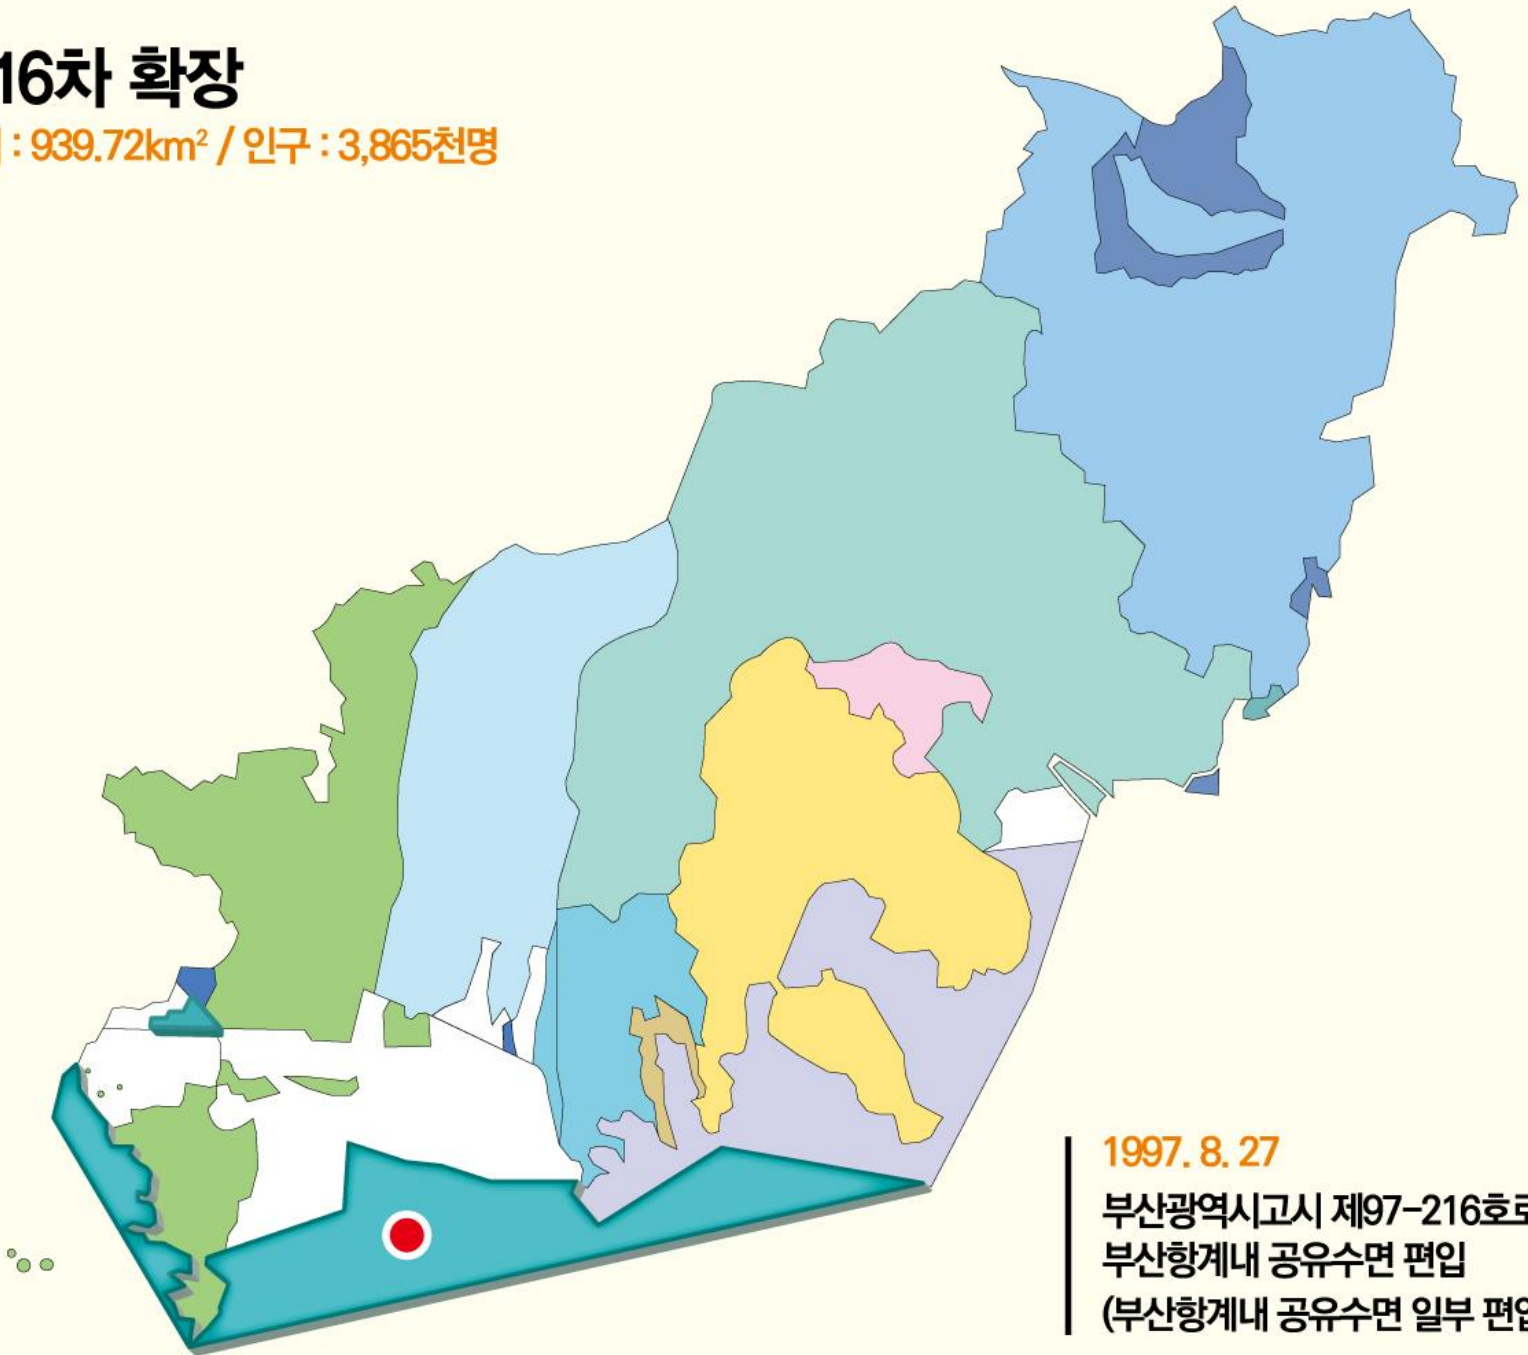 16차 확장
: 939.72km² / 인구 : 3,865천명
1997. 8. 27
부산광역시고시 제97-216호로
부산항계내 공유수면 편입
(부산항계내 공유수면 일부 편입